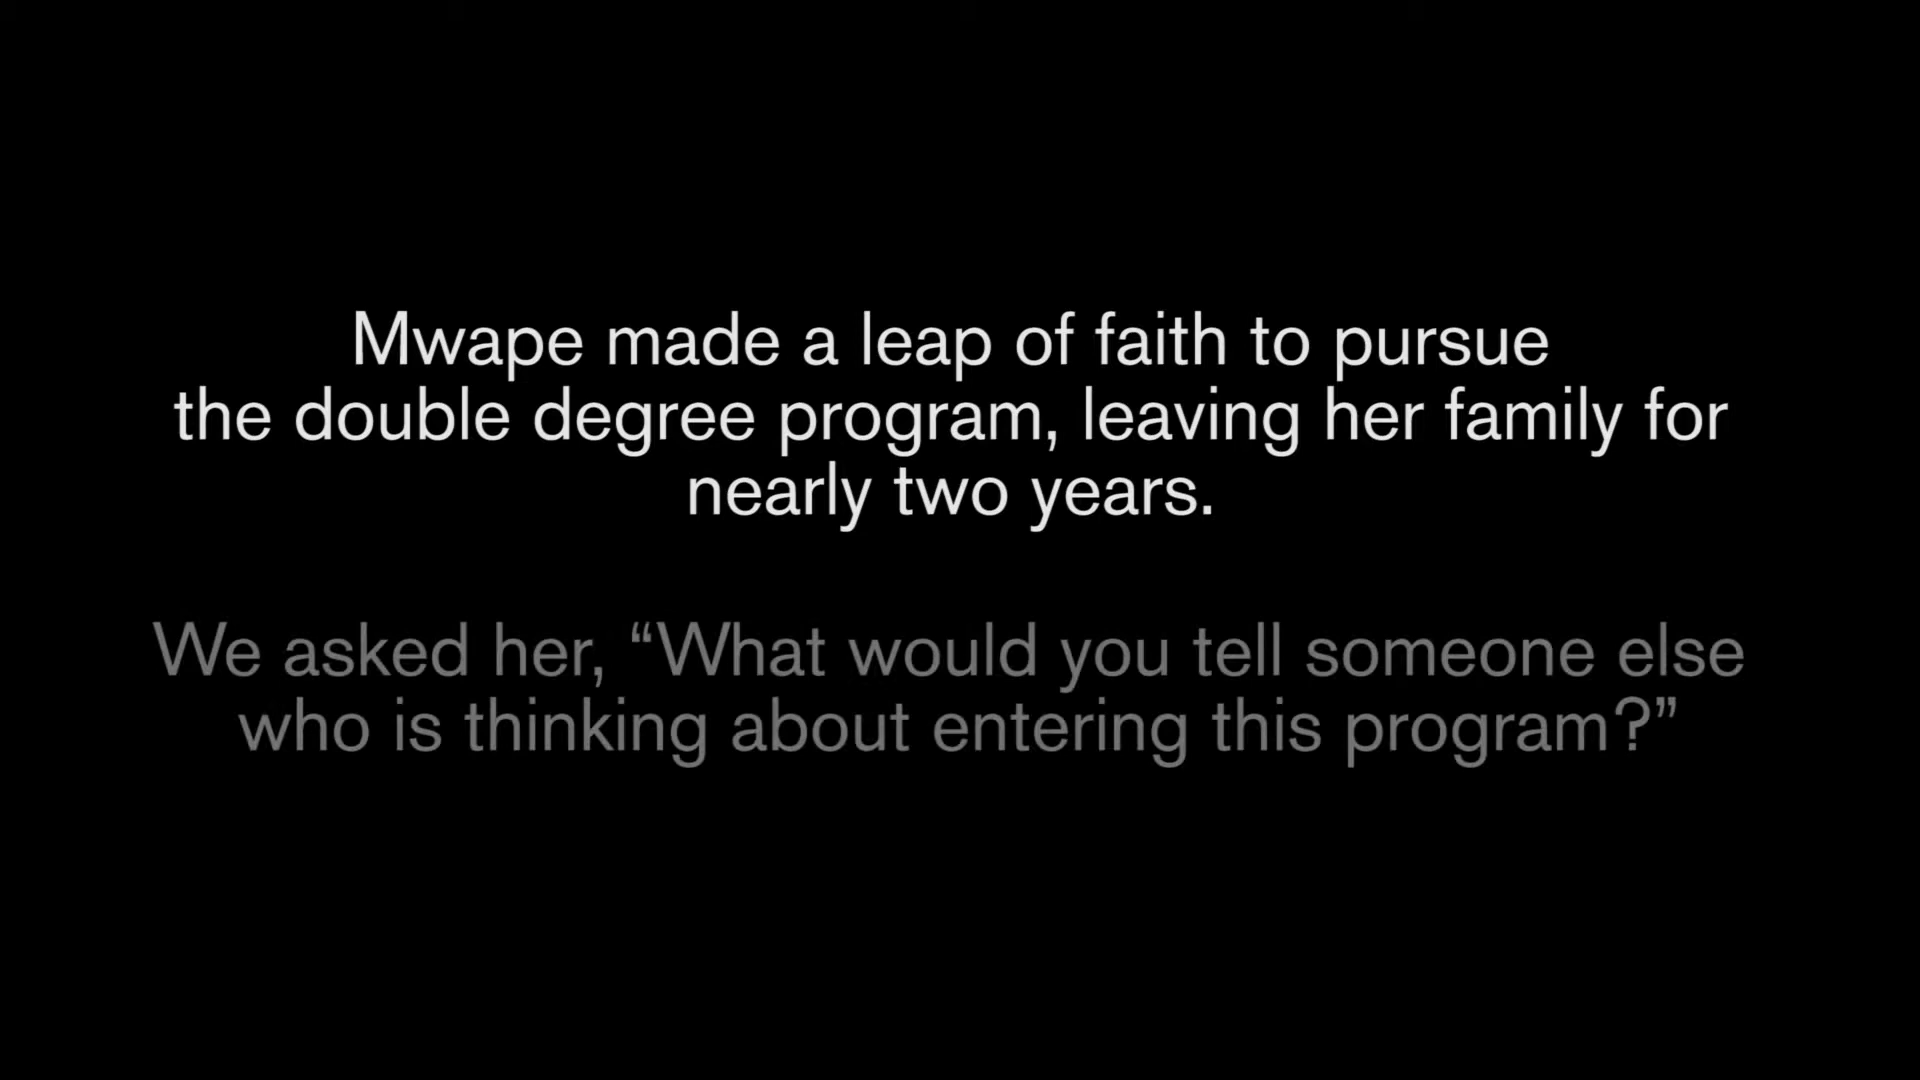 Mwape made a leap of faith to pursue
the double degree program, leaving her family for
nearly two years.
We asked her, “What would you tell someone else
who is thinking about entering this program?”